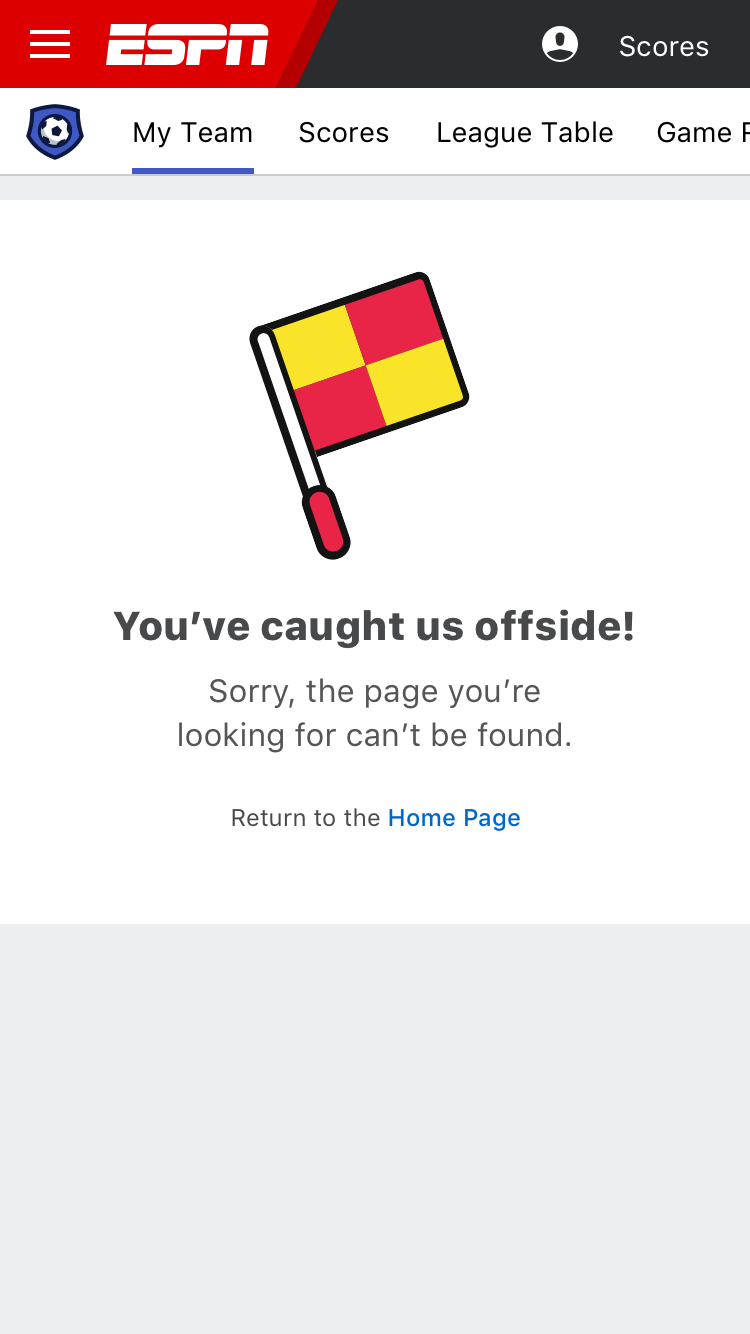 ESPN
Scores
My Team Scores League Table Game
You’ve caught us offside!
Sorry, the page you’re
looking for can’t be found.
Return to the Home Page